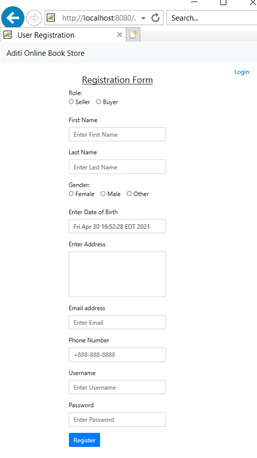 http://localhost:8080/
Search...
User Registration
Aditi Online Book Store
Login
Registration Form
Role:
Seller Buyer
First Name
Enter First Name
Last Name
Enter Last Name
Gender:
Female Male Other
Enter Date of Birth
Fri Apr 30 16:52:28 EDT 2021
Enter Address
Email address
Enter Email
Phone Number
+888-888-8888
Username
Enter Username
Password
Enter Password
Register